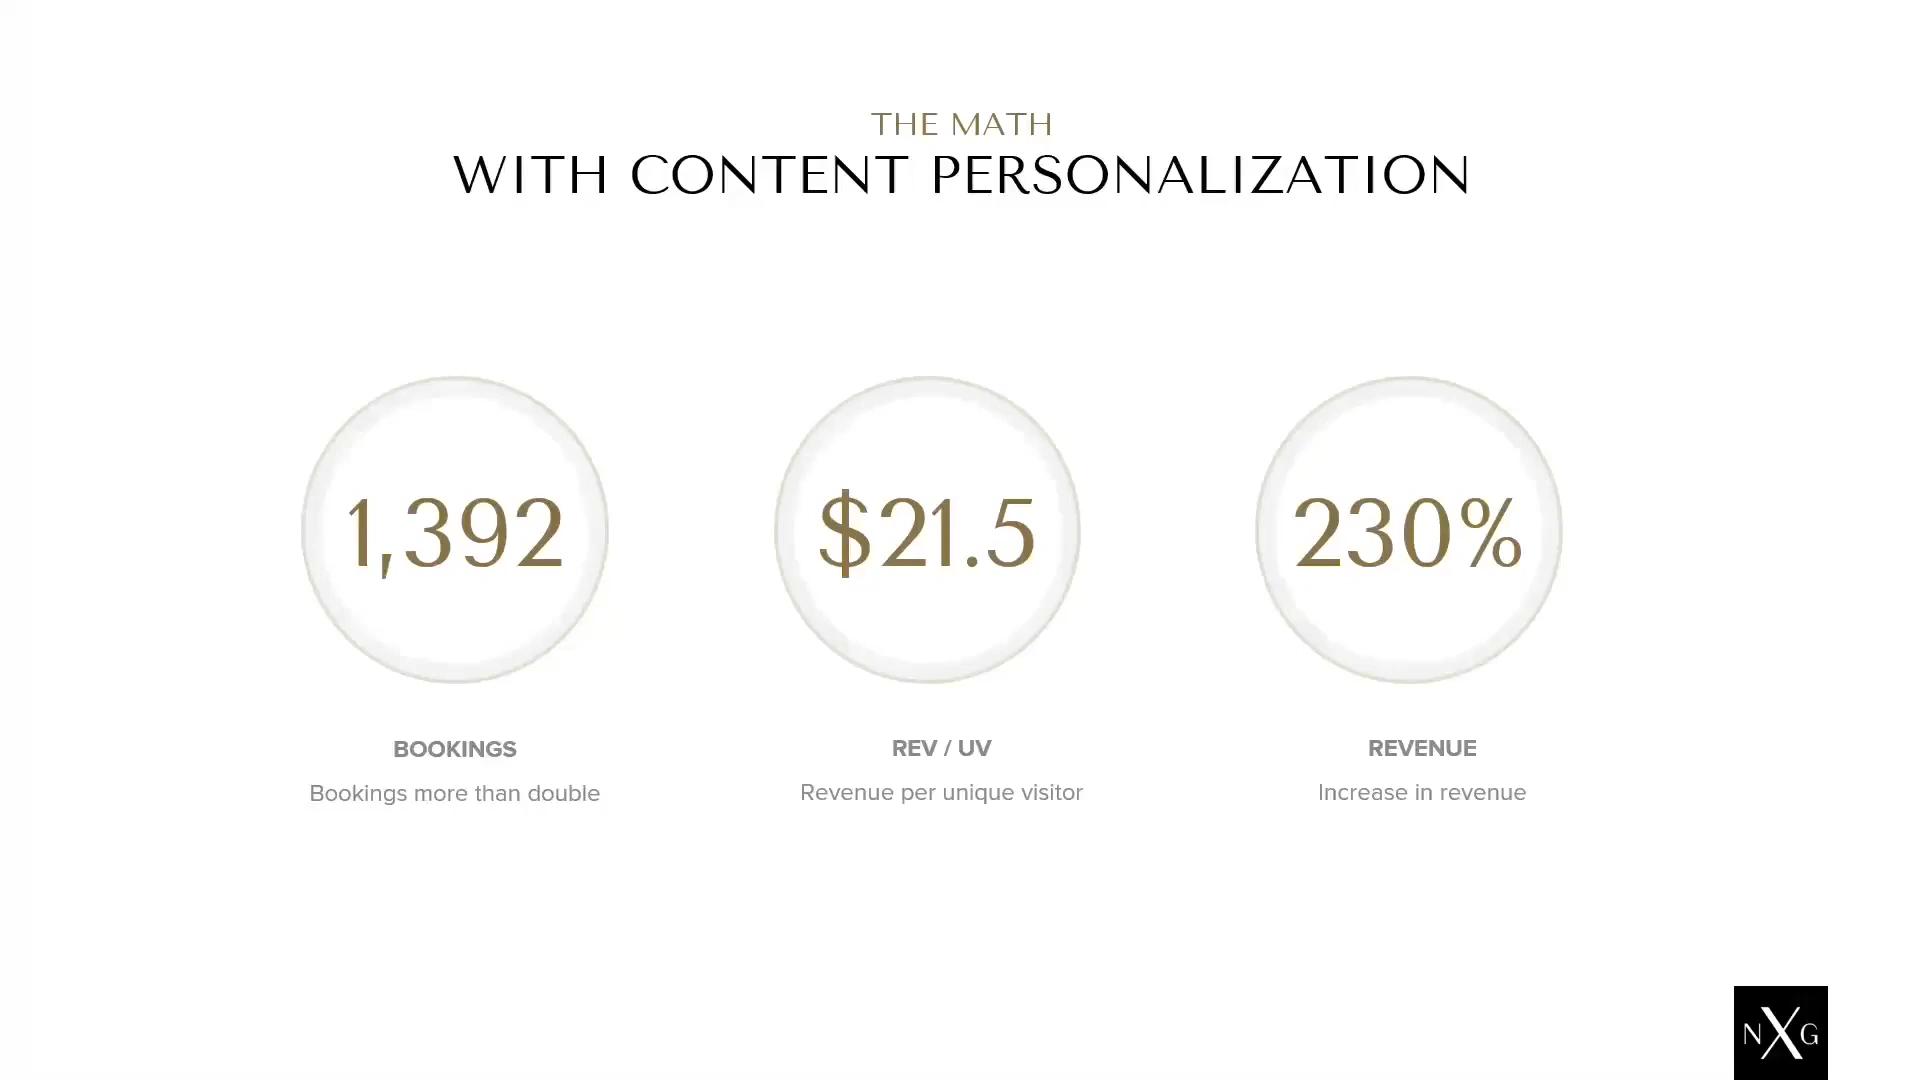 THE MATH
WITH CONTENT PERSONALIZATION
1,392
BOOKINGS
Bookings more than double
$21.5
REV / UV
Revenue per unique visitor
230%
REVENUE
Increase in revenue
NXG